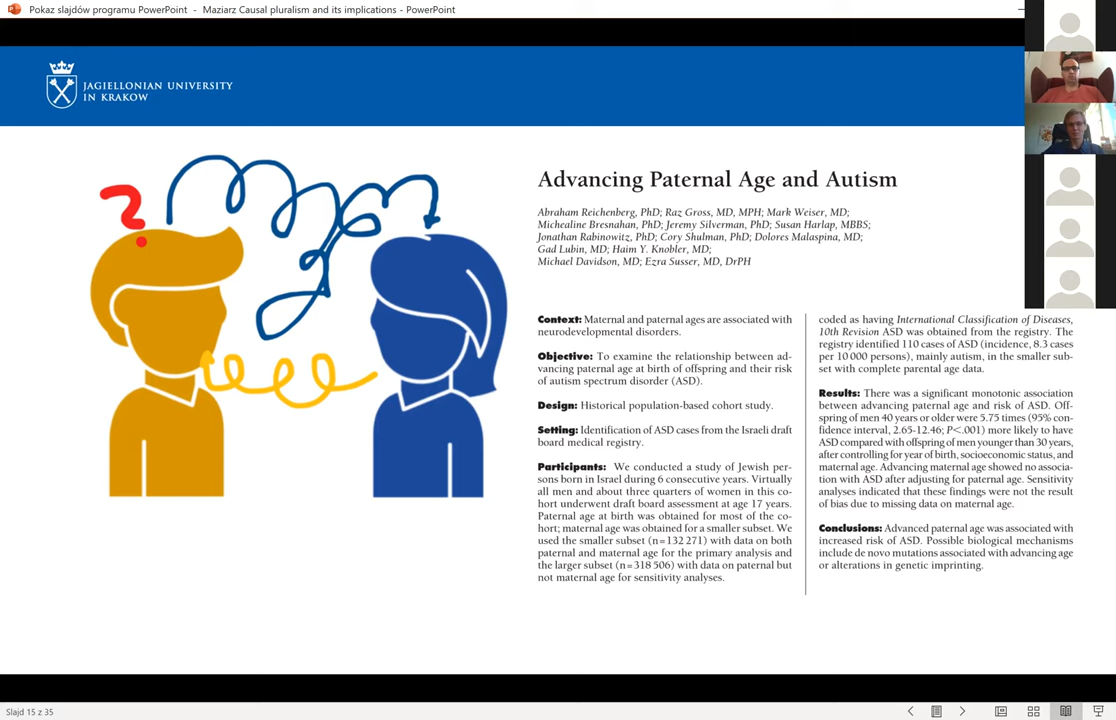 Pokaz slajdów programu PowerPoint - Maziarz Causal pluralism and its implications - PowerPoint
JAGIELLONIAN UNIVERSITY
IN KRAKOW
?
Advancing Paternal Age and Autism
Abraham Reichenberg, PhD; Raz Gross, MD, MPH; Mark Weiser, MD;
Michealine Bresnahan, PhD; Jeremy Silverman, PhD; Susan Harlap, MBBS;
Jonathan Rabinowitz, PhD; Cory Shulman, PhD; Dolores Malaspina, MD;
Gad Lubin, MD; Haim Y. Knobler, MD;
Michael Davidson, MD; Ezra Susser, MD, DrPH
Context: Maternal and paternal ages are associated with
neurodevelopmental disorders.
Objective: To examine the relationship between ad-
vancing paternal age at birth of offspring and their risk
of autism spectrum disorder (ASD).
Design: Historical population-based cohort study.
Setting: Identification of ASD cases from the Israeli draft
board medical registry.
Participants: We conducted a study of Jewish per-
sons born in Israel during 6 consecutive years. Virtually
all men and about three quarters of women in this co-
hort underwent draft board assessment at age 17 years.
Paternal age at birth was obtained for most of the co-
hort; maternal age was obtained for a smaller subset. We
used the smaller subset (n=132 271) with data on both
paternal and maternal age for the primary analysis and
the larger subset (n=318 506) with data on paternal but
not maternal age for sensitivity analyses.
coded as having International Classification of Diseases,
10th Revision ASD was obtained from the registry. The
registry identified 110 cases of ASD (incidence, 8.3 cases
per 10 000 persons), mainly autism, in the smaller sub-
set with complete parental age data.
Results: There was a significant monotonic association
between advancing paternal age and risk of ASD. Off-
spring of men 40 years or older were 5.75 times (95% con-
fidence interval, 2.65-12.46; P<.001) more likely to have
ASD compared with offspring of men younger than 30 years,
after controlling for year of birth, socioeconomic status, and
maternal age. Advancing maternal age showed no associa-
tion with ASD after adjusting for paternal age. Sensitivity
analyses indicated that these findings were not the result
of bias due to missing data on maternal age.
Conclusions: Advanced paternal age was associated with
increased risk of ASD. Possible biological mechanisms
include de novo mutations associated with advancing age
or alterations in genetic imprinting.
Slajd 15 z 35